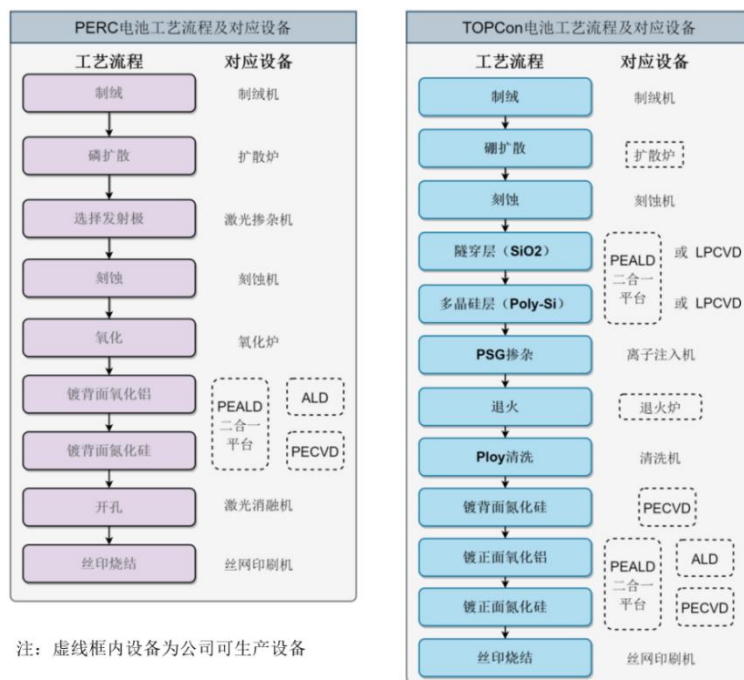 PERC电池工艺流程及对应设备
工艺流程 对应设备
制绒 制绒机
磷扩散 扩散炉
选择发射极 激光掺杂机
刻蚀 刻蚀机
氧化 氧化炉
镀背面氧化铝
镀背面氮化硅
PEALD
二合一
平台
ALD
PECVD
开孔 激光消融机
丝印烧结 丝网印刷机
注：虚线框内设备为公司可生产设备
TOPCon电池工艺流程及对应设备
工艺流程 对应设备
制绒 制绒机
硼扩散 扩散炉
刻蚀 刻蚀机
隧穿层（SiO2）
多晶硅层（Poly-Si）
PEALD
二合一
平台
或 LPCVD
或 LPCVD
PSG掺杂 离子注入机
退火 退火炉
Ploy清洗 清洗机
镀背面氮化硅 PECVD
镀正面氧化铝
镀正面氮化硅
PEALD
二合一
平台
ALD
PECVD
丝印烧结 丝网印刷机